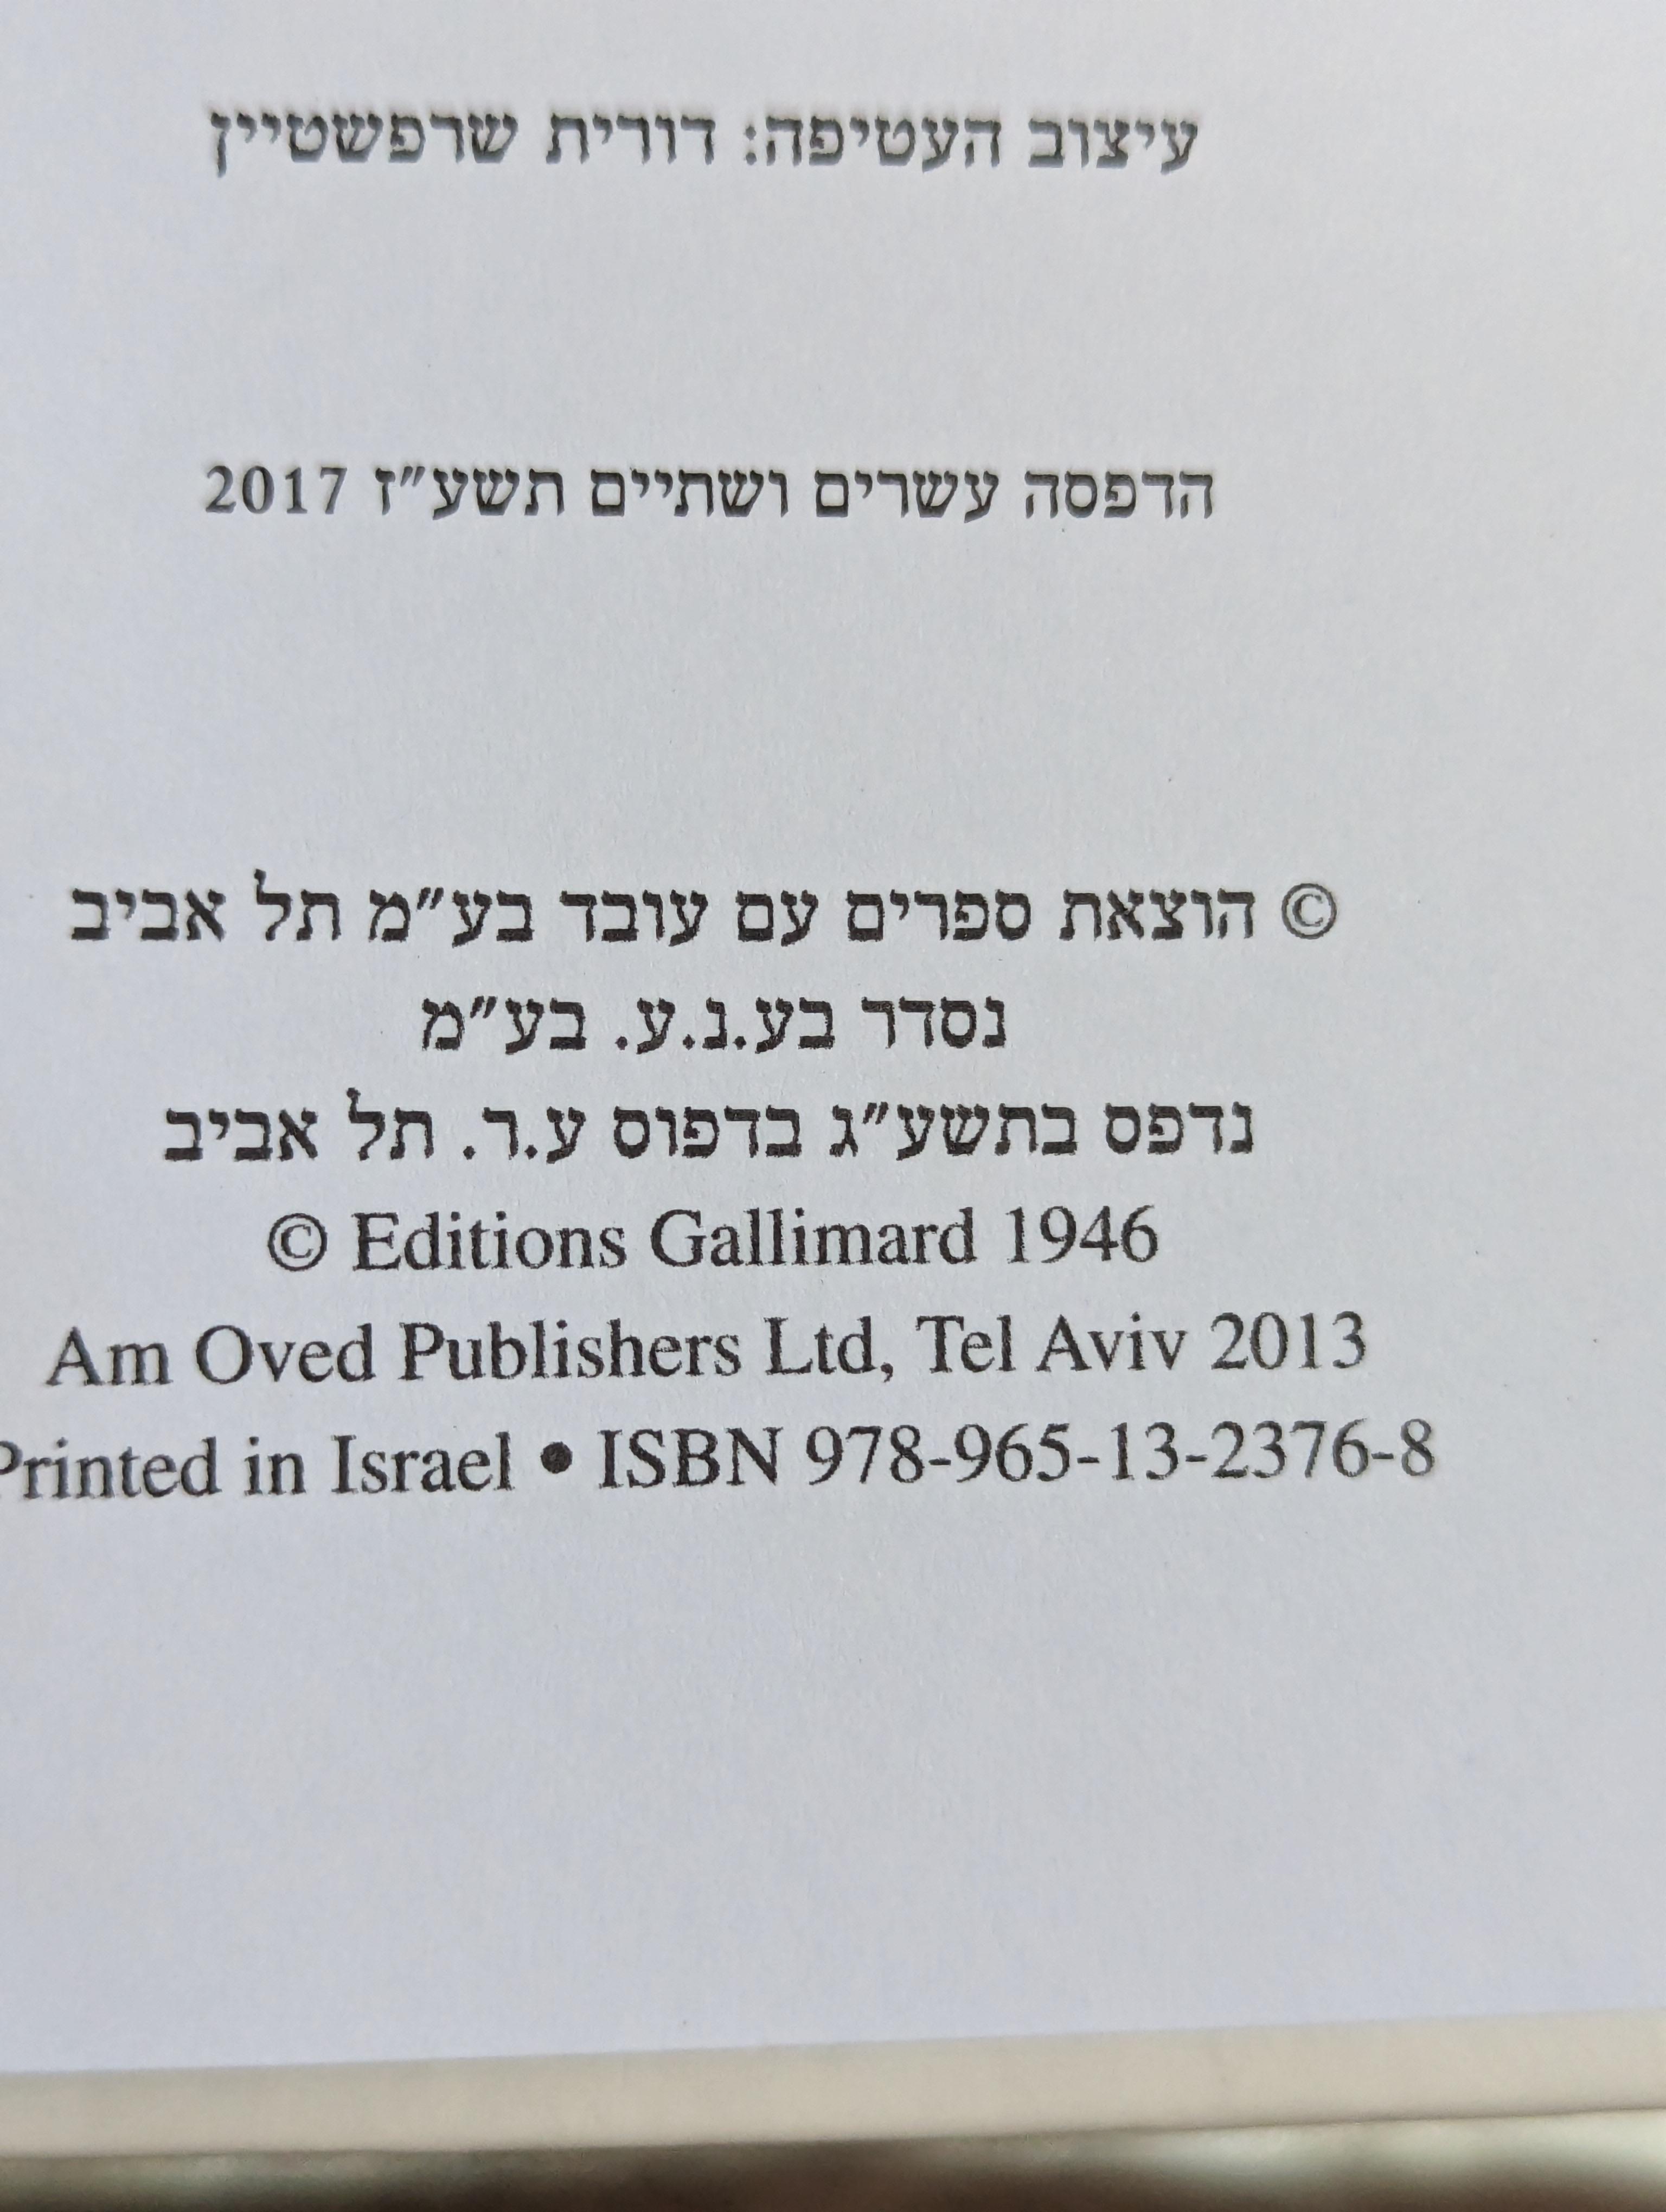 עיצוב העטיפה: דורית שרפשטיין
הדפסה עשרים ושתיים תשע״ז 2017
© הוצאת ספרים עם עובד בע״מ תל אביב
נסדר בע.נ.ע. בע״מ
נדפס בתשע״ג בדפוס ע.ר. תל אביב
© Editions Gallimard 1946
Am Oved Publishers Ltd, Tel Aviv 2013
Printed in Israel • ISBN 978-965-13-2376-8